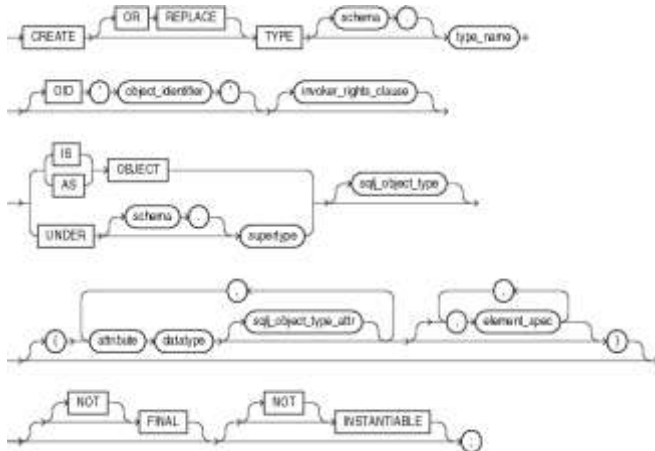 CREATE OR REPLACE TYPE schema . type_name
OID ' object_identifier ' invoker_rights_clause
IS
AS
OBJECT
UNDER schema . supertype
sqlj_object_type
,
( attribute datatype sqlj_object_type_attr
,
, element_spec )
NOT FINAL NOT INSTANTIABLE ;